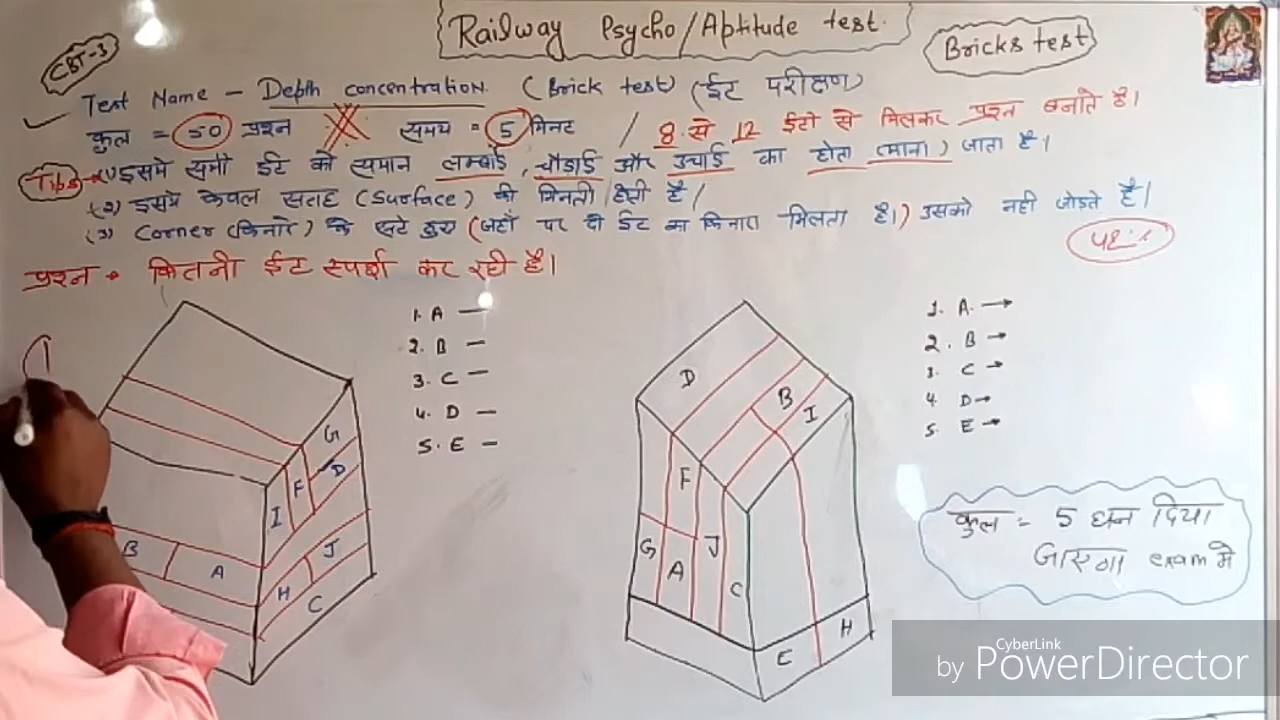 Railway Psycho/Aptitude test.
Bricks test
CBT-3
Test Name - Depth concentration. (Brick test) (ईट परीक्षण)
कुल = 50 प्रश्न समय = 5 मिनट / 8 से 12 ईटो से मिलकर प्रश्न बनाते है।
Tips इसमे सभी ईट को समान लम्बाई, चौड़ाई और उचाई का होता (माना) जाता है।
(2) इसमे केवल सतह (Surface) की गिनती होती है/
(3) Corner (किनारे) के सटे हुए (जहाँ पर दो ईट का किनारा मिलता है।) उसको नही जोड़ते है/
प्रश्न कितनी ईट स्पर्श कर रही है।
1. A —
2. B —
3. C —
4. D —
5. E —
G
D
F
I
B
A
J
H
C
D
B
I
F
G
A
J
C
E
H
1. A. →
2. B →
3. C →
4. D →
5. E →
कुल = 5 घन दिया
जाएगा exam मे
CyberLink
by PowerDirector